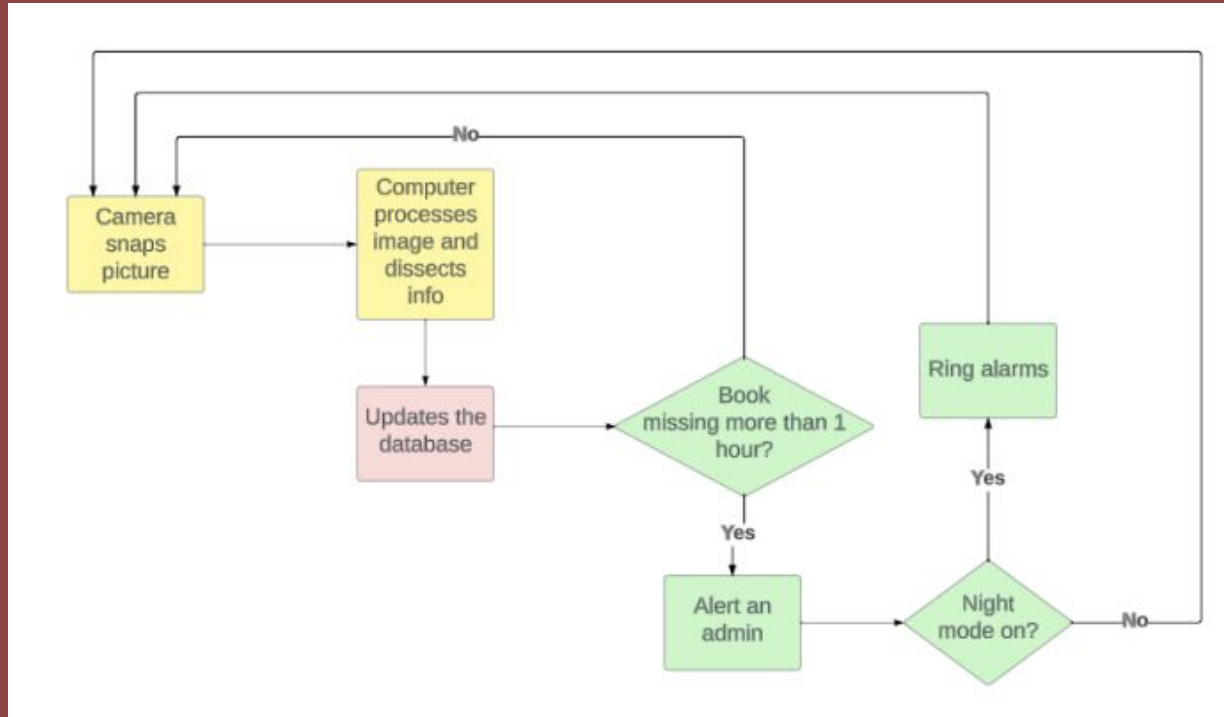 No
Camera
snaps
picture
Computer
processes
image and
dissects
info
Updates the
database
Book
missing more than 1
hour?
Yes
Alert an
admin
Night
mode on?
Yes
Ring alarms
No